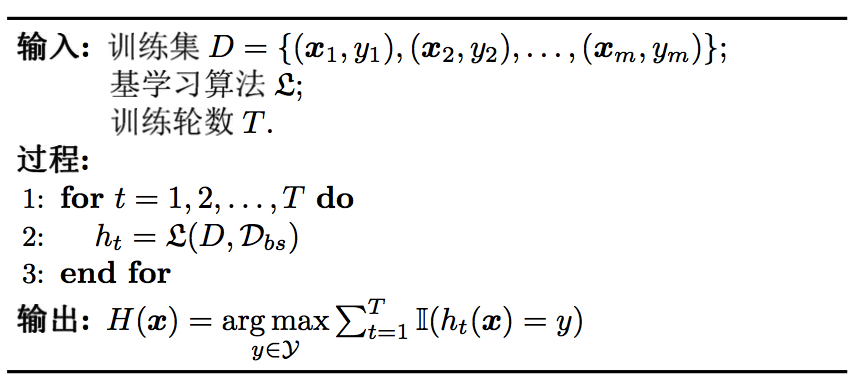 输入: 训练集 D = {(x₁, y₁), (x₂, y₂), . . . , (xₘ, yₘ)};
基学习算法 𝔏;
训练轮数 T.
过程:
1: for t = 1, 2, . . . , T do
2: hₜ = 𝔏(D, 𝒟_bs)
3: end for
输出: H(x) = arg max_{y∈𝒴} ∑_{t=1}^{T} 𝕀(hₜ(x) = y)